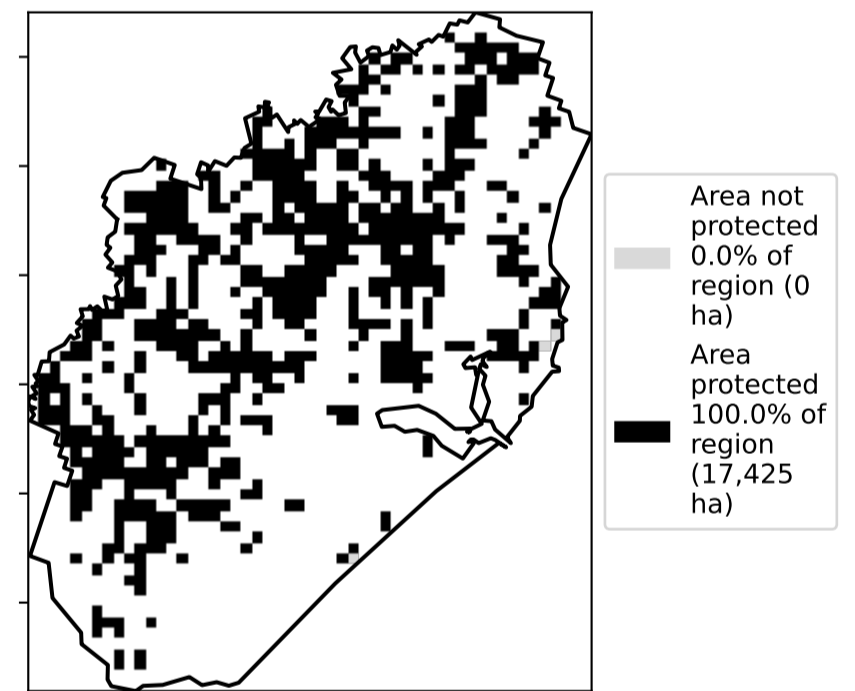 Area not
protected
0.0% of
region (0
ha)
Area
protected
100.0% of
region
(17,425
ha)